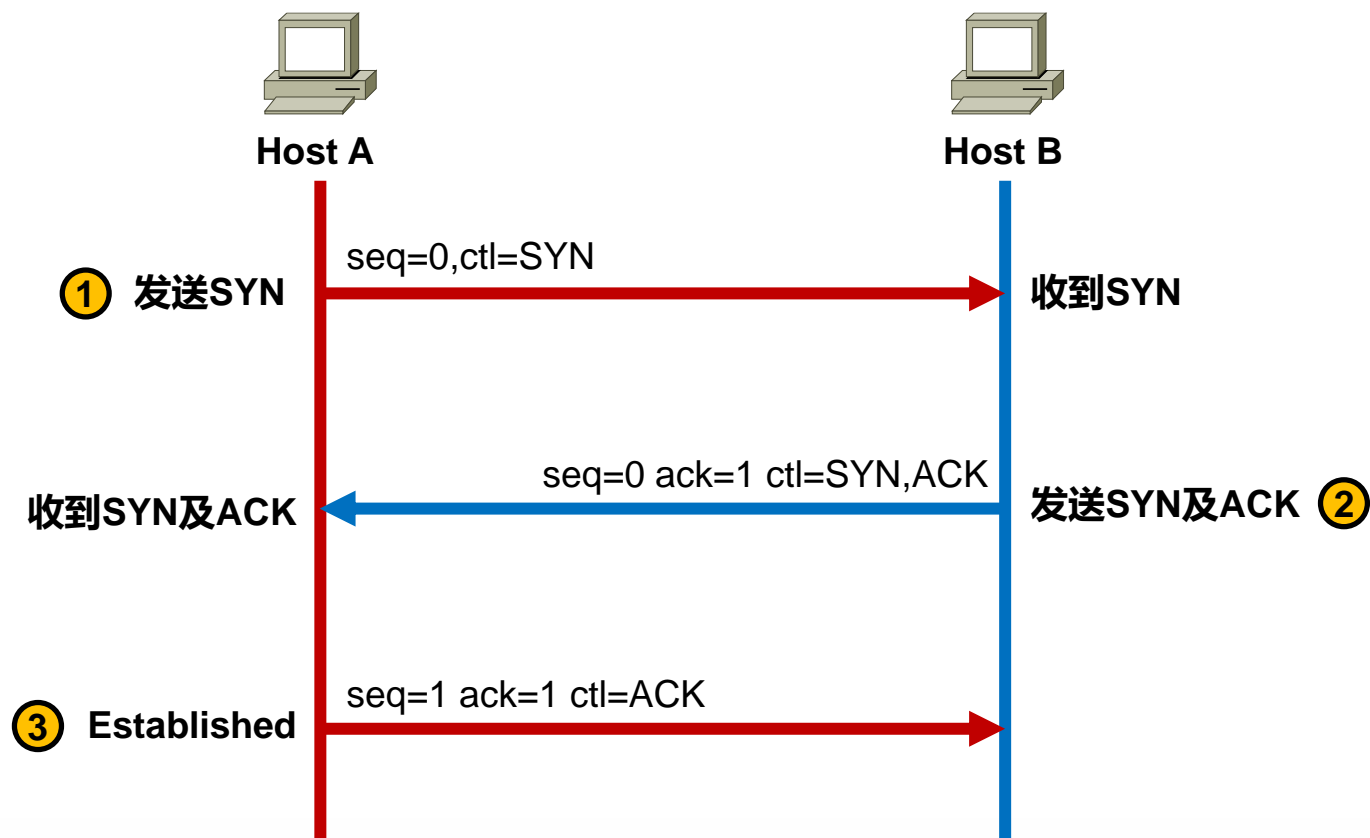 Host A
Host B
seq=0,ctl=SYN
1 发送SYN
收到SYN
seq=0 ack=1 ctl=SYN,ACK
收到SYN及ACK
发送SYN及ACK 2
seq=1 ack=1 ctl=ACK
3 Established